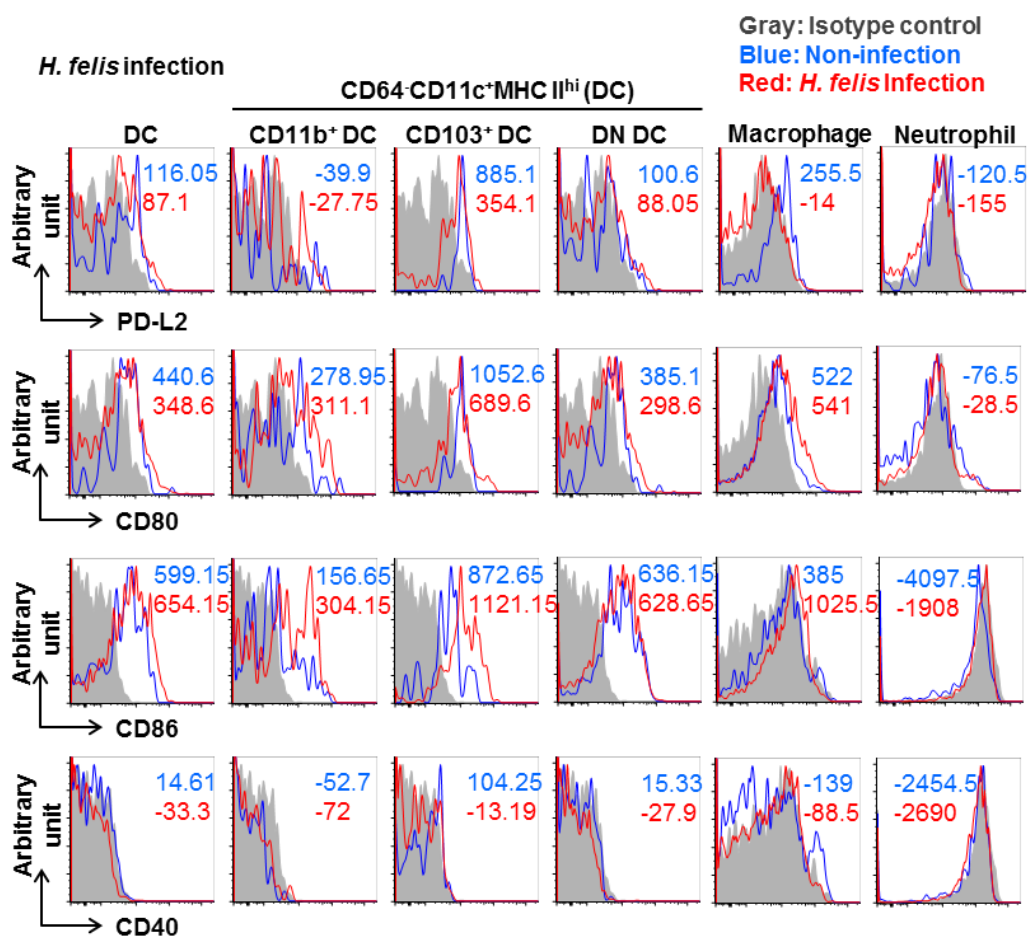 Gray: Isotype control
H. felis infection
Blue: Non-infection
CD64-CD11c+MHC IIhi (DC)
Red: H. felis Infection
DC CD11b+ DC CD103+ DC DN DC Macrophage Neutrophil
Arbitrary unit
116.05 -39.9 885.1 100.6 255.5 -120.5
87.1 -27.75 354.1 88.05 -14 -155
PD-L2
Arbitrary unit
440.6 278.95 1052.6 385.1 522 -76.5
348.6 311.1 689.6 298.6 541 -28.5
CD80
Arbitrary unit
599.15 156.65 872.65 636.15 385 -4097.5
654.15 304.15 1121.15 628.65 1025.5 -1908
CD86
Arbitrary unit
14.61 -52.7 104.25 15.33 -139 -2454.5
-33.3 -72 -13.19 -27.9 -88.5 -2690
CD40